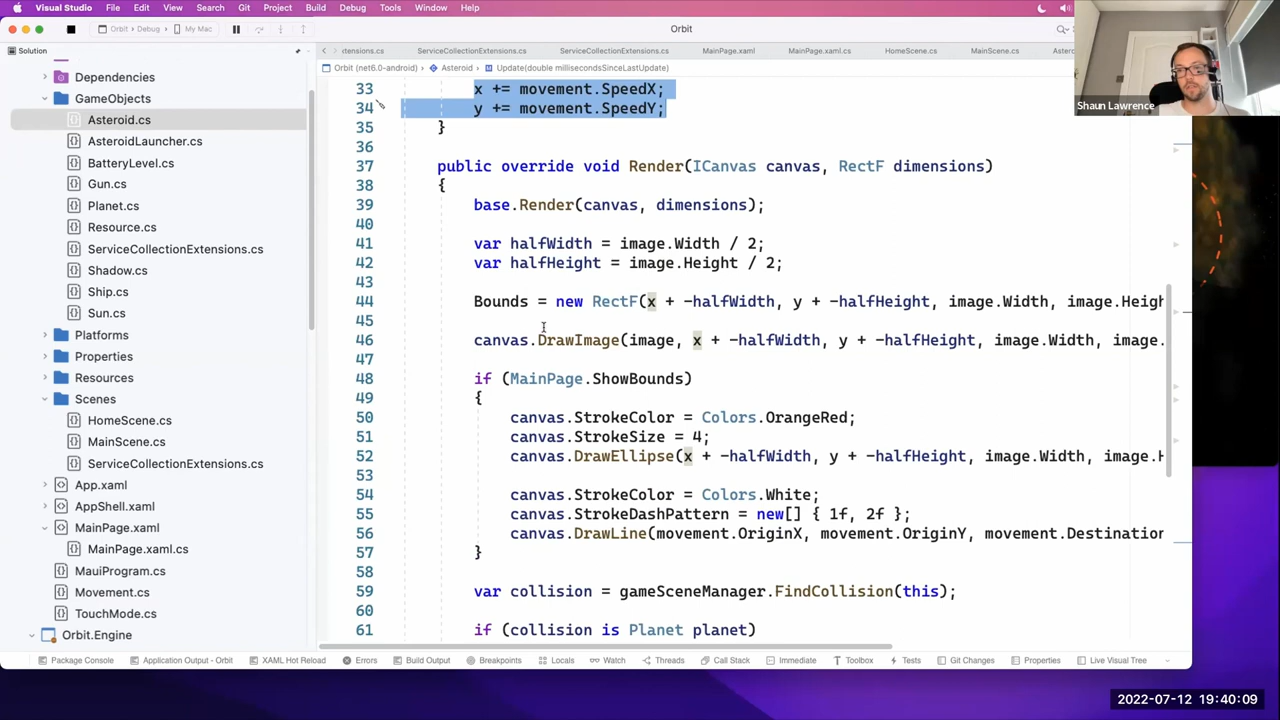 Visual Studio File Edit View Search Project Build Debug Tools Window Help
Orbit › Debug › My Mac
Orbit
Solution
xtensions.cs ServiceCollectionExtensions.cs ServiceCollectionExtensions.cs MainPage.xaml MainPage.xaml.cs HomeScene.cs MainScene.cs Astero
Orbit (net6.0-android) › Asteroid › Update(double millisecondsSinceLastUpdate)
Shaun Lawrence
Dependencies
GameObjects
Asteroid.cs
AsteroidLauncher.cs
BatteryLevel.cs
Gun.cs
Planet.cs
Resource.cs
ServiceCollectionExtensions.cs
Shadow.cs
Ship.cs
Sun.cs
Platforms
Properties
Resources
Scenes
HomeScene.cs
MainScene.cs
ServiceCollectionExtensions.cs
App.xaml
AppShell.xaml
MainPage.xaml
MainPage.xaml.cs
MauiProgram.cs
Movement.cs
TouchMode.cs
Orbit.Engine
33 x += movement.SpeedX;
34 y += movement.SpeedY;
35 }
36
37 public override void Render(ICanvas canvas, RectF dimensions)
38 {
39 base.Render(canvas, dimensions);
40
41 var halfWidth = image.Width / 2;
42 var halfHeight = image.Height / 2;
43
44 Bounds = new RectF(x + -halfWidth, y + -halfHeight, image.Width, image.Heigh
45
46 canvas.DrawImage(image, x + -halfWidth, y + -halfHeight, image.Width, image.
47
48 if (MainPage.ShowBounds)
49 {
50 canvas.StrokeColor = Colors.OrangeRed;
51 canvas.StrokeSize = 4;
52 canvas.DrawEllipse(x + -halfWidth, y + -halfHeight, image.Width, image.H
53
54 canvas.StrokeColor = Colors.White;
55 canvas.StrokeDashPattern = new[] { 1f, 2f };
56 canvas.DrawLine(movement.OriginX, movement.OriginY, movement.Destination
57 }
58
59 var collision = gameSceneManager.FindCollision(this);
60
61 if (collision is Planet planet)
Package Console Application Output - Orbit XAML Hot Reload Errors Build Output Breakpoints Locals Watch Threads Call Stack Immediate Toolbox Tests Git Changes Properties Live Visual Tree
2022-07-12 19:40:09